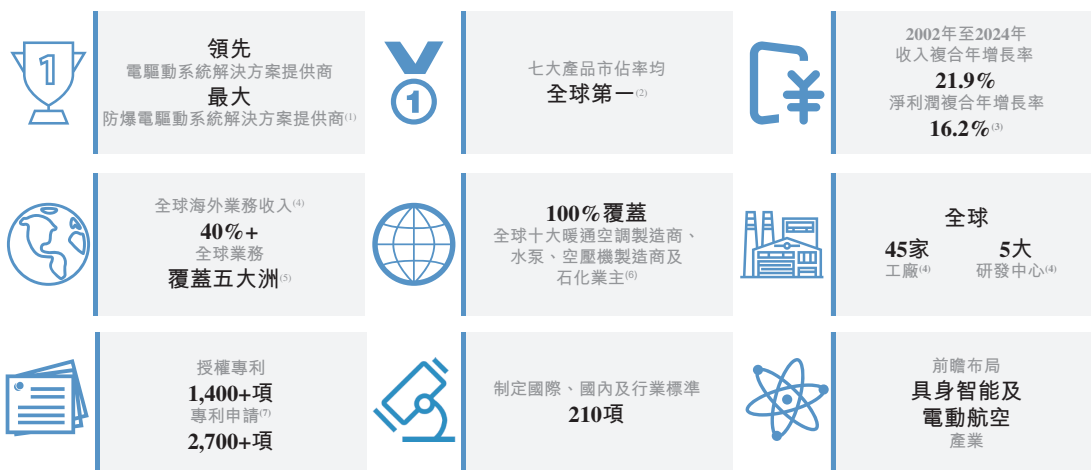 1
領先
電驅動系統解決方案提供商
最大
防爆電驅動系統解決方案提供商(1)
1
七大產品市佔率均
全球第一(2)
2002年至2024年
收入複合年增長率
21.9%
淨利潤複合年增長率
16.2%(3)
全球海外業務收入(4)
40%+
全球業務
覆蓋五大洲(5)
100%覆蓋
全球十大暖通空調製造商、
水泵、空壓機製造商及
石化業主(6)
全球
45家 5大
工廠(4) 研發中心(4)
授權專利
1,400+項
專利申請(7)
2,700+項
制定國際、國內及行業標準
210項
前瞻布局
具身智能及
電動航空
產業